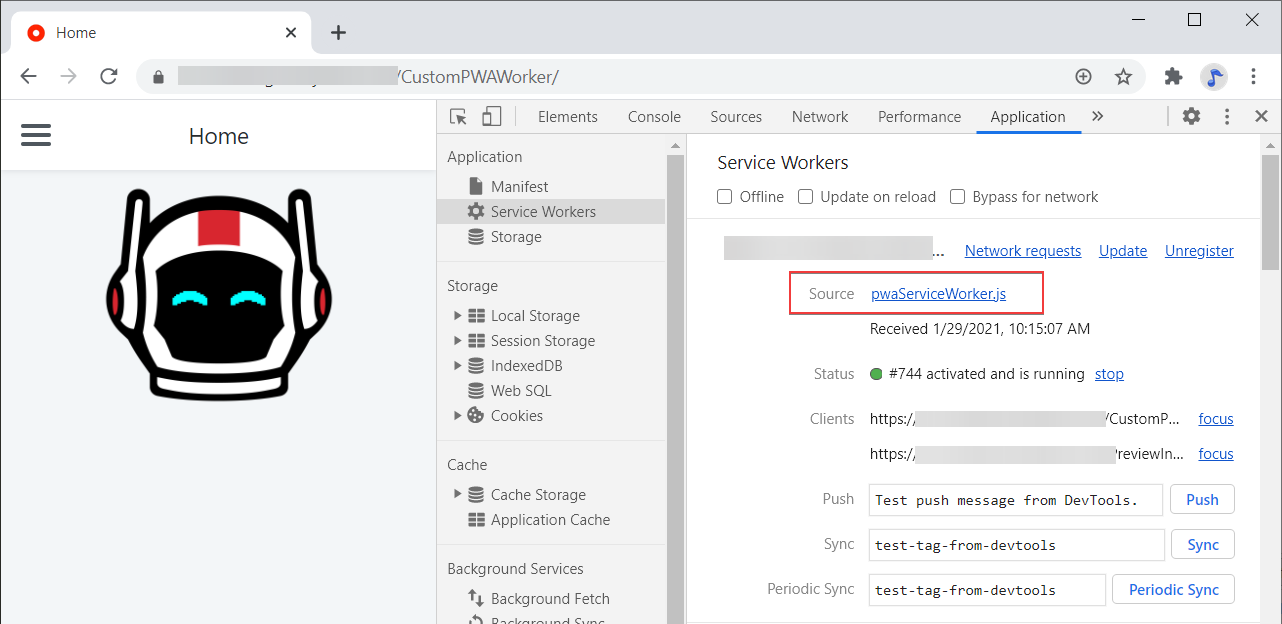 Home
/CustomPWAWorker/
Home
Elements Console Sources Network Performance Application
Application
Manifest
Service Workers
Storage
Storage
Local Storage
Session Storage
IndexedDB
Web SQL
Cookies
Cache
Cache Storage
Application Cache
Background Services
Background Fetch
Background Sync
Service Workers
Offline Update on reload Bypass for network
... Network requests Update Unregister
Source pwaServiceWorker.js
Received 1/29/2021, 10:15:07 AM
Status #744 activated and is running stop
Clients https:// /CustomP... focus
https:// PreviewIn... focus
Push Test push message from DevTools. Push
Sync test-tag-from-devtools Sync
Periodic Sync test-tag-from-devtools Periodic Sync